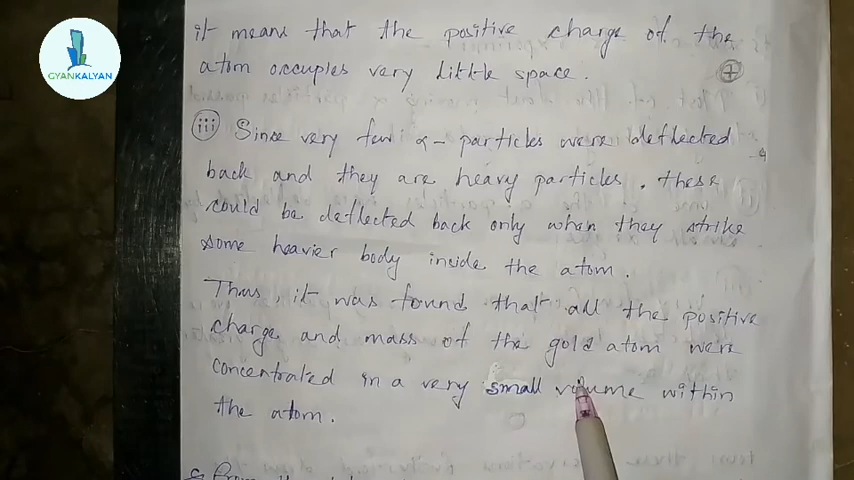 GYANKALYAN
it means that the positive charge of the
atom occupies very little space.
7
(iii) Since very few α- particles were deflected
back and they are heavy particles. These
could be deflected back only when they strike
some heavier body inside the atom.
Thus, it was found that all the positive
charge and mass of the gold atom were
concentrated in a very small volume within
the atom.